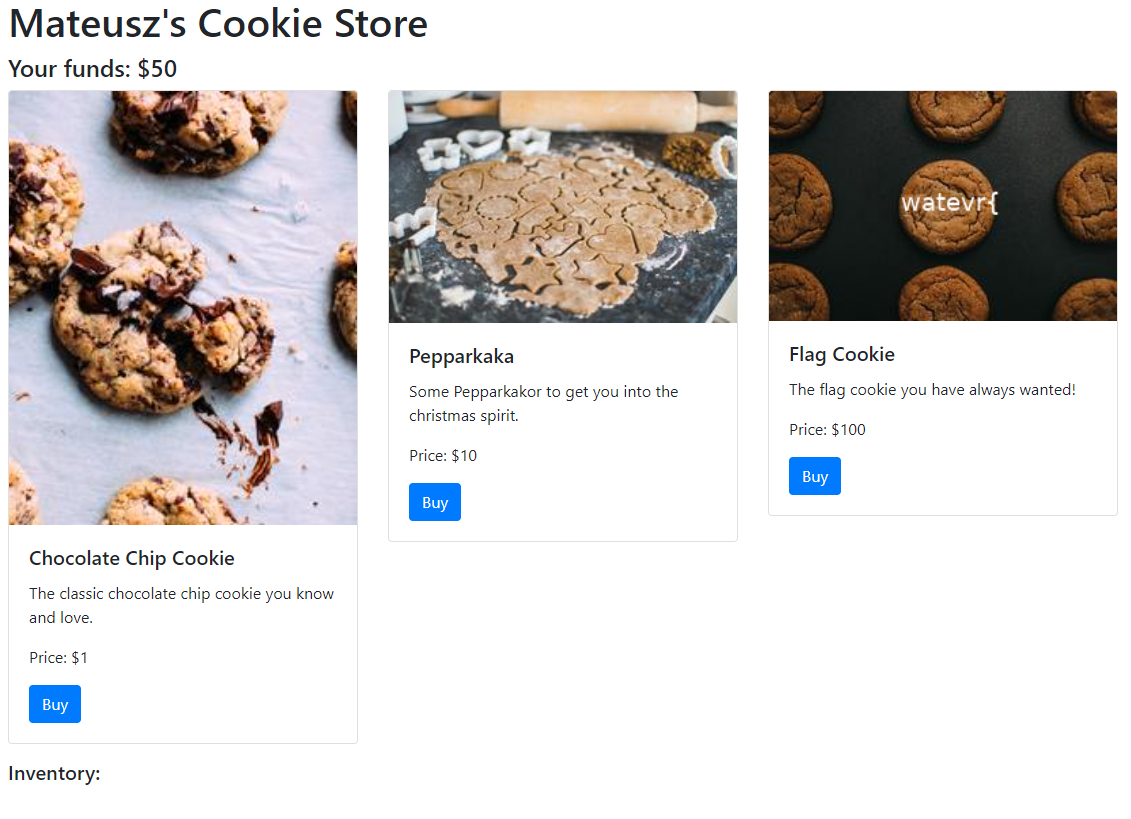 Mateusz's Cookie Store
Your funds: $50
Chocolate Chip Cookie
The classic chocolate chip cookie you know
and love.
Price: $1
Buy
Pepparkaka
Some Pepparkakor to get you into the
christmas spirit.
Price: $10
Buy
watevr{
Flag Cookie
The flag cookie you have always wanted!
Price: $100
Buy
Inventory: